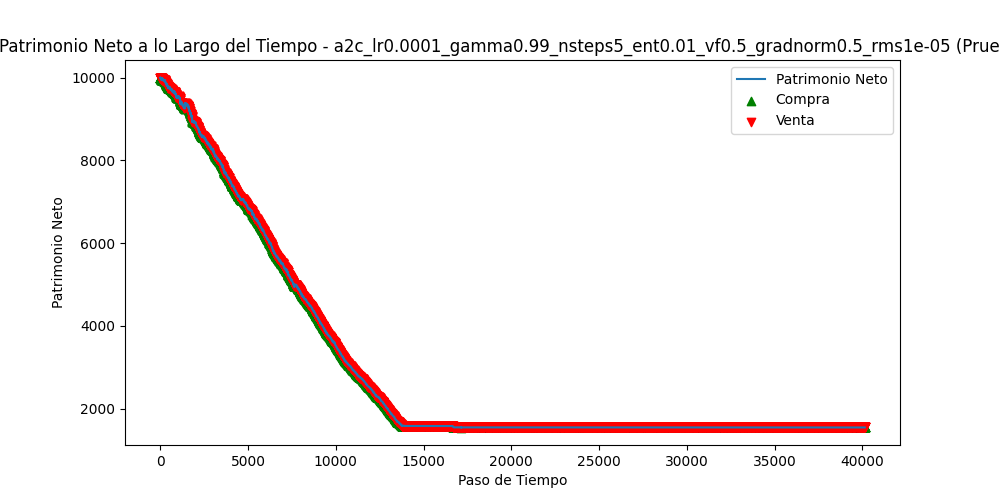 Patrimonio Neto a lo Largo del Tiempo - a2c_lr0.0001_gamma0.99_nsteps5_ent0.01_vf0.5_gradnorm0.5_rms1e-05 (Prue
Patrimonio Neto
Compra
Venta
10000
8000
6000
4000
2000
Patrimonio Neto
0 5000 10000 15000 20000 25000 30000 35000 40000
Paso de Tiempo